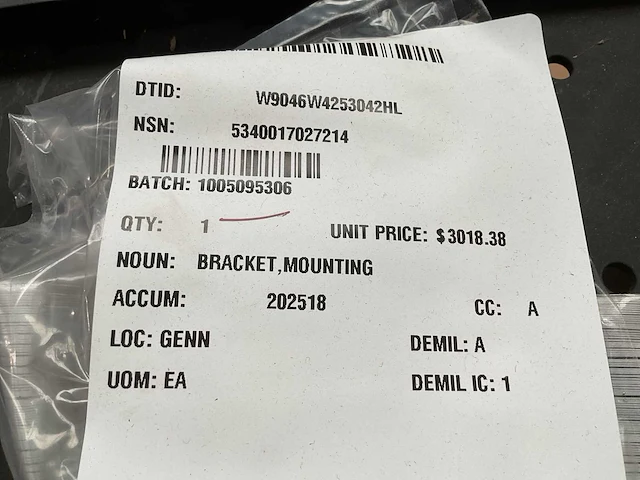 DTID: W9046W4253042HL
NSN: 5340017027214
BATCH: 1005095306
QTY: 1 UNIT PRICE: $3018.38
NOUN: BRACKET,MOUNTING
ACCUM: 202518 CC: A
LOC: GENN DEMIL: A
UOM: EA DEMIL IC: 1